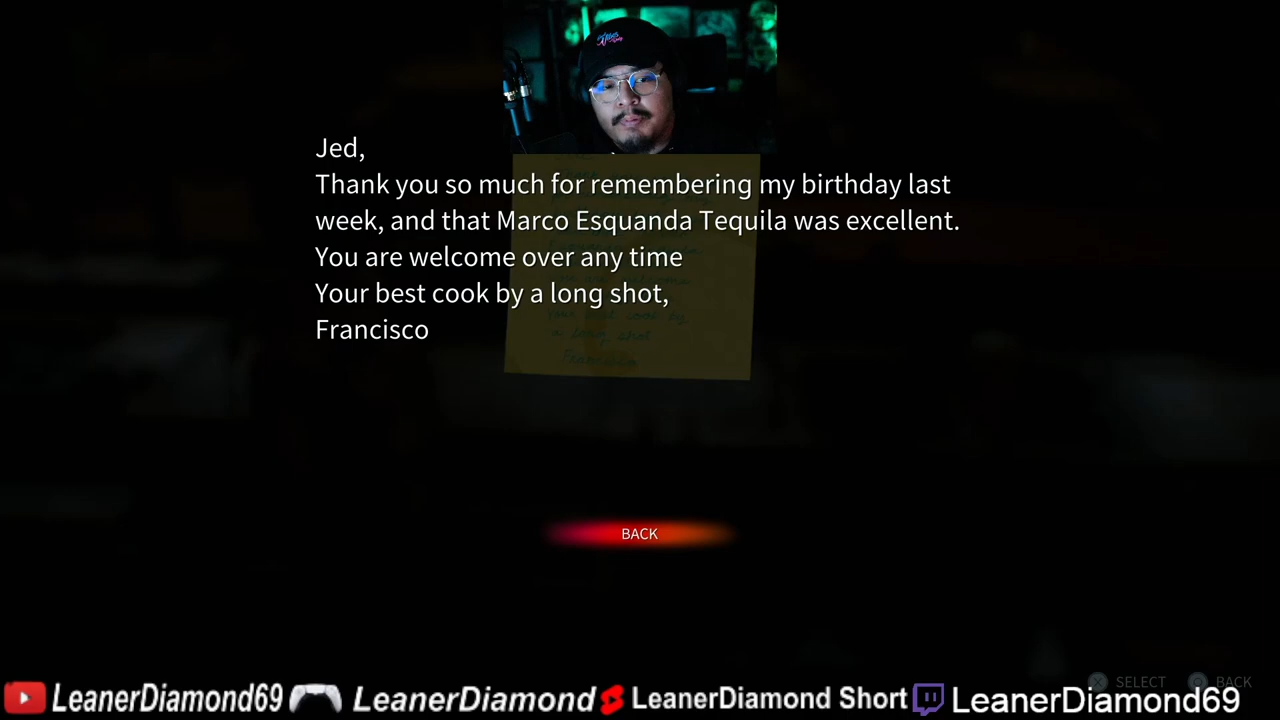 Jed,
Thank you so much for remembering my birthday last
week, and that Marco Esquanda Tequila was excellent.
You are welcome over any time
Your best cook by a long shot,
Francisco
BACK
SELECT
BACK
LeanerDiamond69
LeanerDiamond
LeanerDiamond Short
LeanerDiamond69